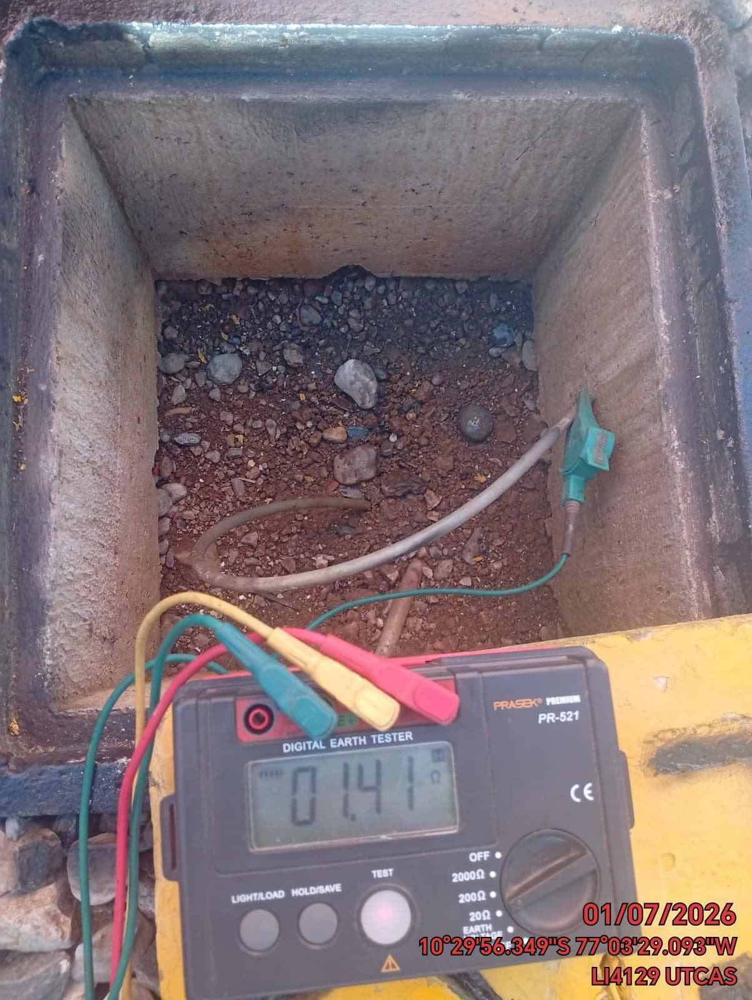 PRASEK® PREMIUM
PR-521
DIGITAL EARTH TESTER
01.41
Ω
CE
OFF
2000Ω
200Ω
20Ω
EARTH
TEST
LIGHT/LOAD HOLD/SAVE
01/07/2026
10°29'56.349"S 77°03'29.093"W
LI4129 UTCAS